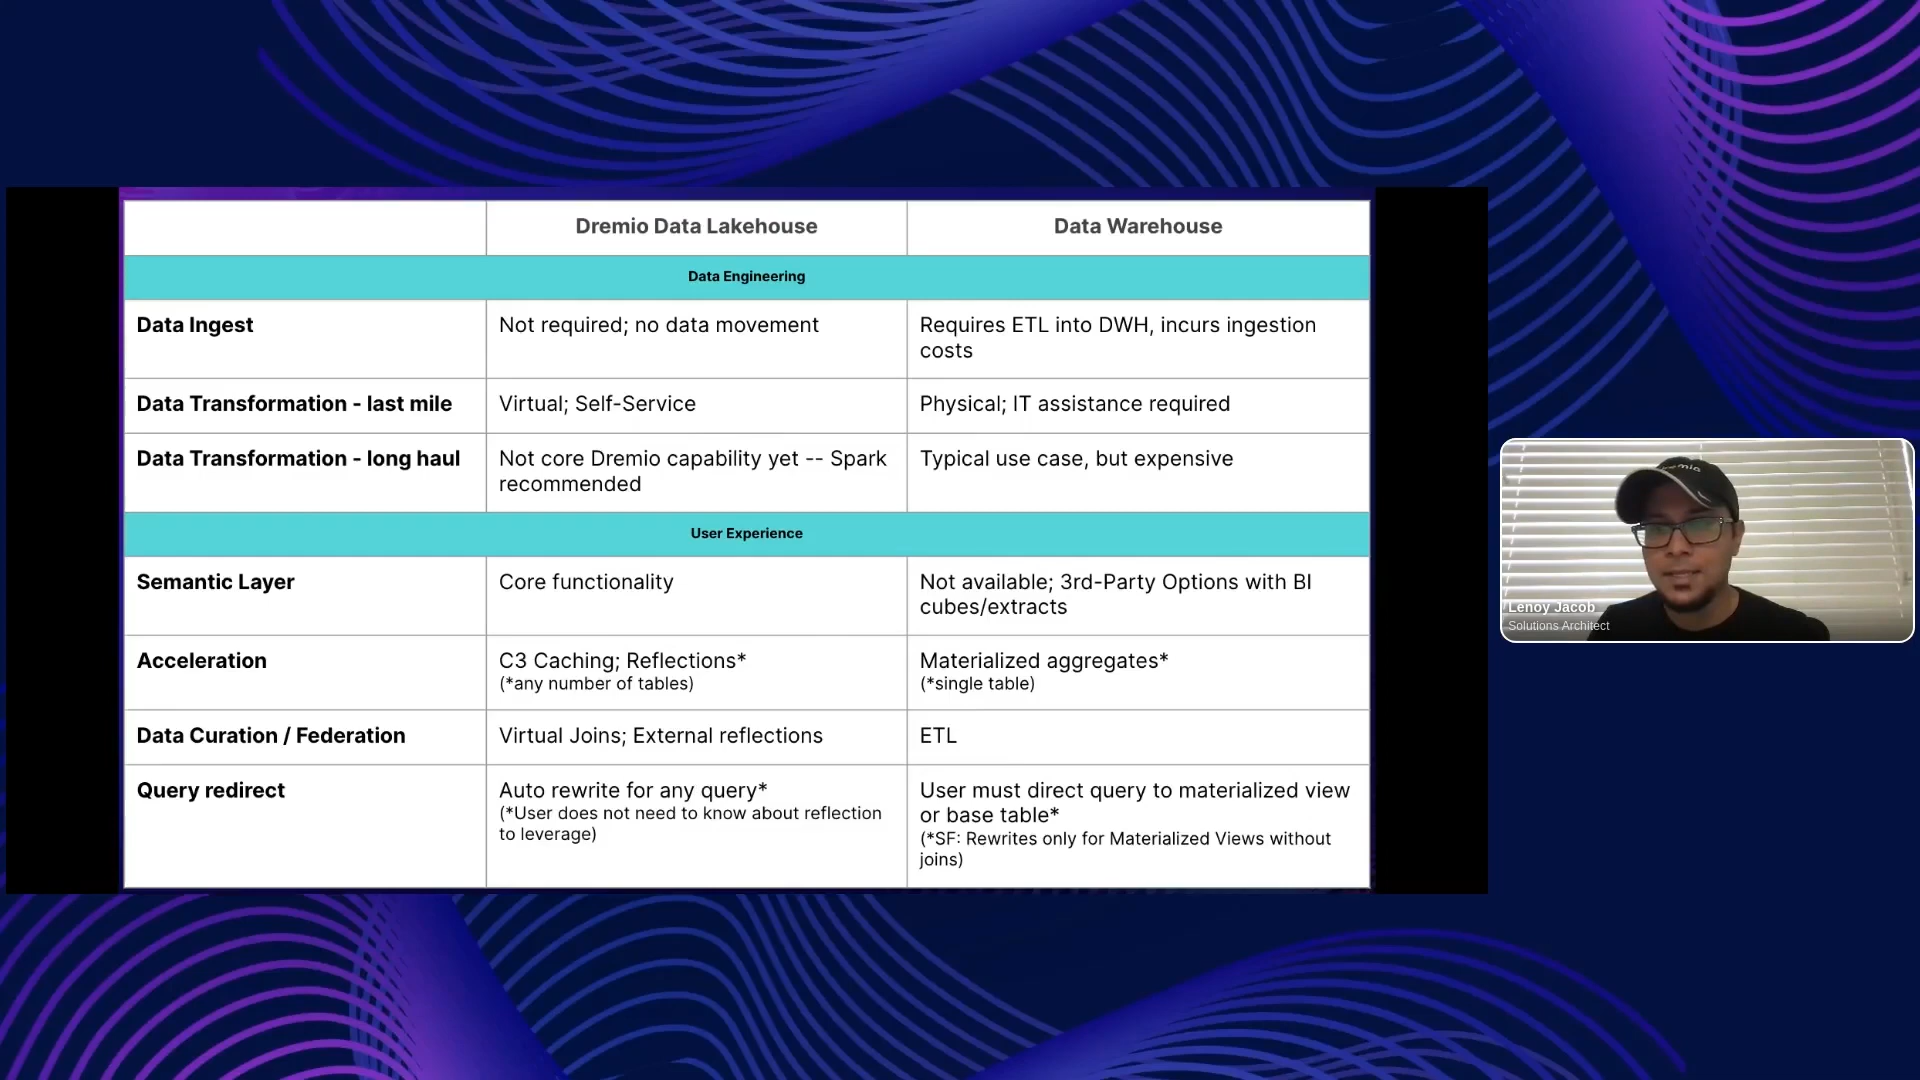 Dremio Data Lakehouse
Data Warehouse
Data Engineering
Data Ingest
Not required; no data movement
Requires ETL into DWH, incurs ingestion
costs
Data Transformation - last mile
Virtual; Self-Service
Physical; IT assistance required
Data Transformation - long haul
Not core Dremio capability yet -- Spark
recommended
Typical use case, but expensive
User Experience
Semantic Layer
Core functionality
Not available; 3rd-Party Options with BI
cubes/extracts
Acceleration
C3 Caching; Reflections*
(*any number of tables)
Materialized aggregates*
(*single table)
Data Curation / Federation
Virtual Joins; External reflections
ETL
Query redirect
Auto rewrite for any query*
(*User does not need to know about reflection
to leverage)
User must direct query to materialized view
or base table*
(*SF: Rewrites only for Materialized Views without
joins)
Lenoy Jacob
Solutions Architect